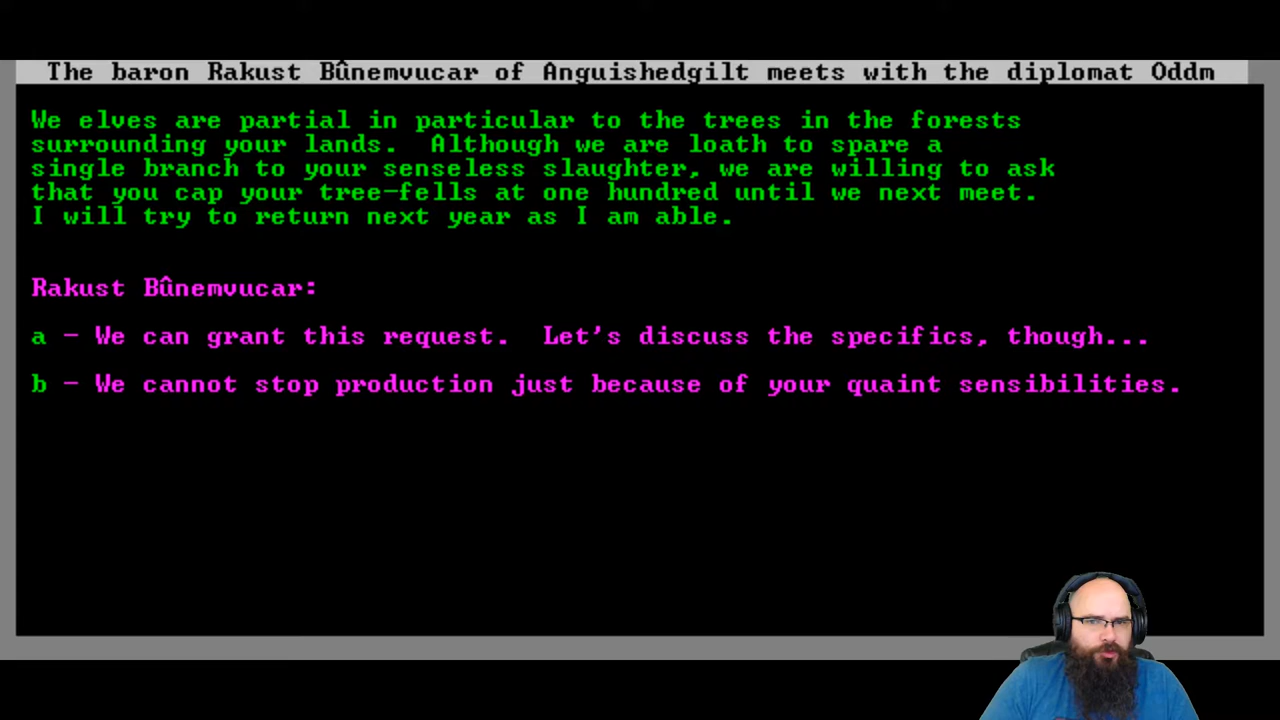 The baron Rakust Bûnemvucar of Anguishedgilt meets with the diplomat Oddm
We elves are partial in particular to the trees in the forests
surrounding your lands.  Although we are loath to spare a
single branch to your senseless slaughter, we are willing to ask
that you cap your tree-fells at one hundred until we next meet.
I will try to return next year as I am able.
Rakust Bûnemvucar:
a - We can grant this request.  Let's discuss the specifics, though...
b - We cannot stop production just because of your quaint sensibilities.